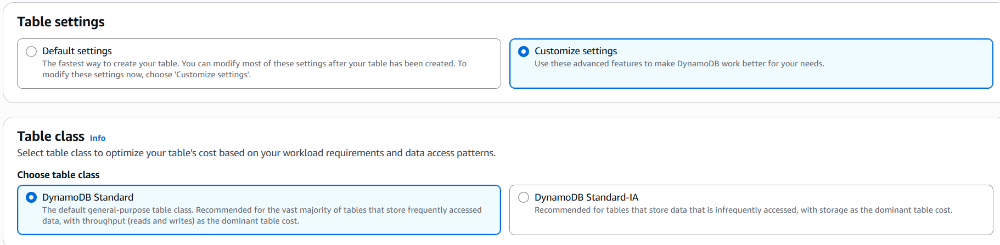 Table settings
Default settings
The fastest way to create your table. You can modify most of these settings after your table has been created. To
modify these settings now, choose 'Customize settings'.
Customize settings
Use these advanced features to make DynamoDB work better for your needs.
Table class Info
Select table class to optimize your table's cost based on your workload requirements and data access patterns.
Choose table class
DynamoDB Standard
The default general-purpose table class. Recommended for the vast majority of tables that store frequently accessed
data, with throughput (reads and writes) as the dominant table cost.
DynamoDB Standard-IA
Recommended for tables that store data that is infrequently accessed, with storage as the dominant table cost.